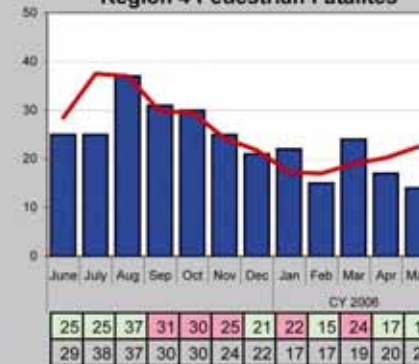 Region 4 Pedestrian Fatalites
50
40
30
20
10
0
June July Aug Sep Oct Nov Dec Jan Feb Mar Apr
CY 2006
25 25 37 31 30 25 21 22 15 24 17
29 38 37 30 30 24 22 17 17 19 20